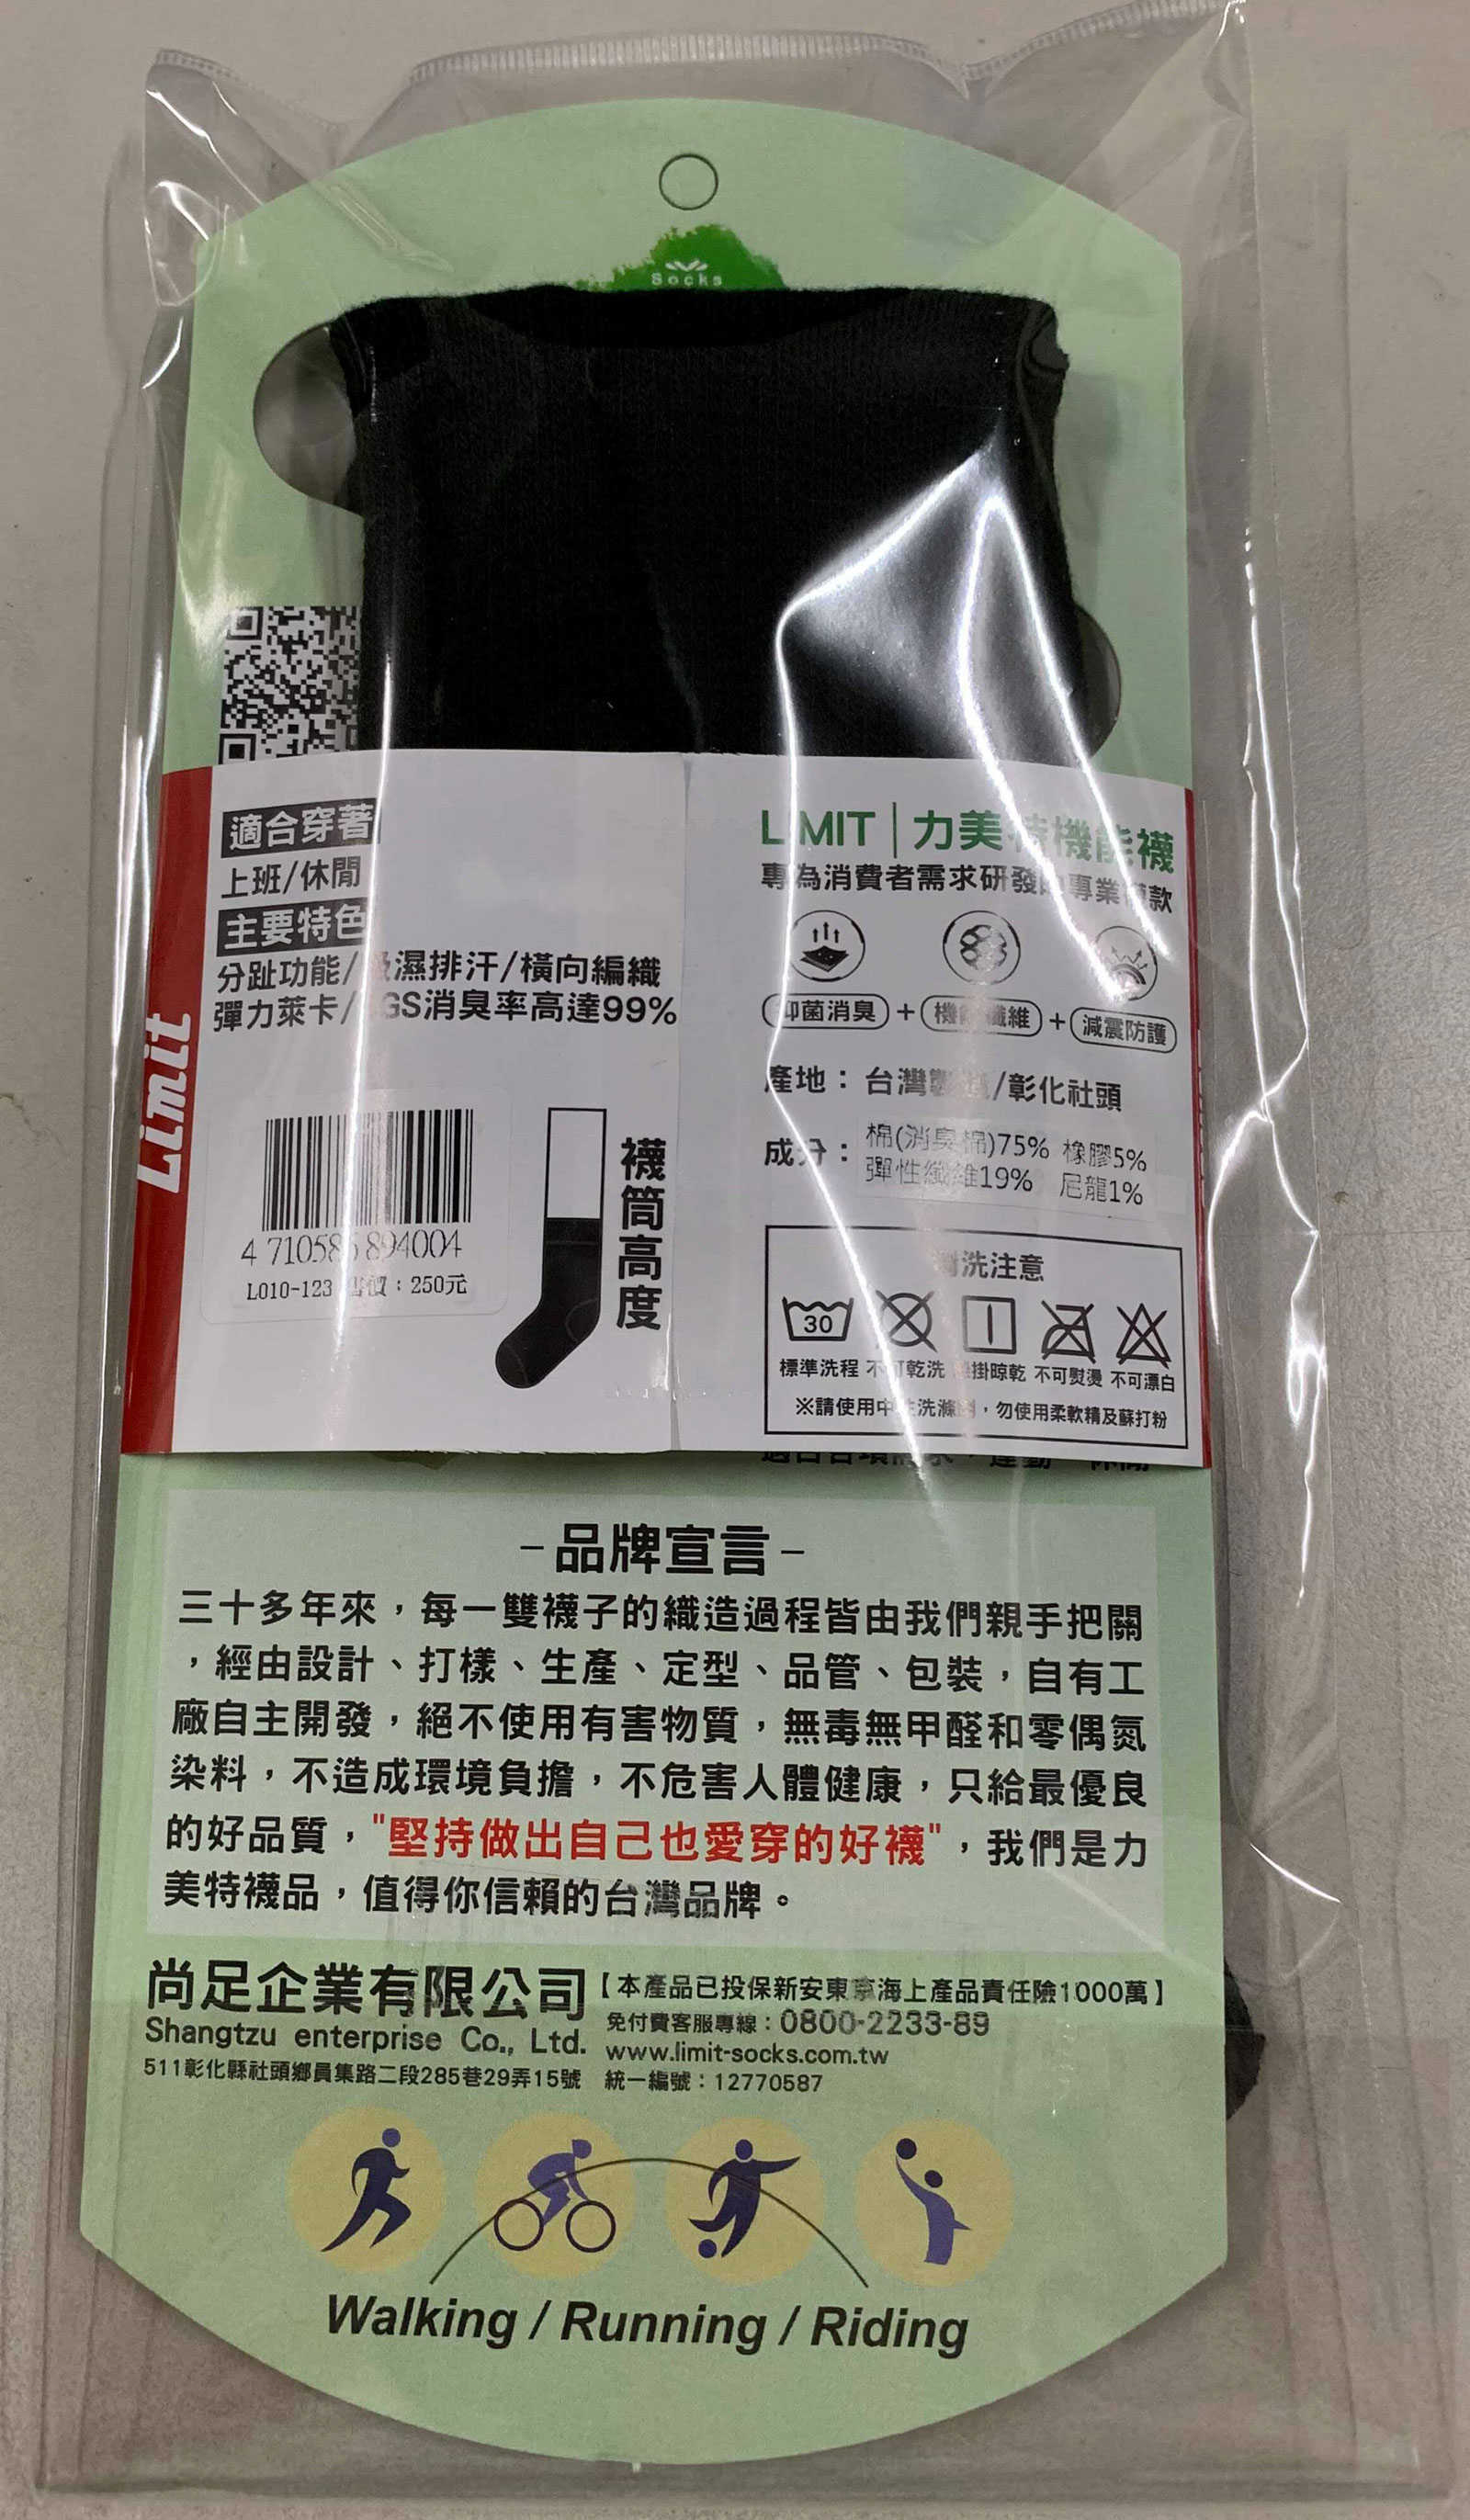 Socks
適合穿著
上班/休閒
主要特色
分趾功能/吸濕排汗/橫向編織
彈力萊卡/SGS消臭率高達99%
Limit
4 710585 894004
L010-123 售價：250元
襪筒高度
LIMIT｜力美特機能襪
專為消費者需求研發的專業襪款
抑菌消臭＋機能纖維＋減震防護
產地：台灣製造/彰化社頭
成分：棉(消臭棉)75% 橡膠5%
彈性纖維19% 尼龍1%
清洗注意
30
標準洗程 不可乾洗 懸掛晾乾 不可熨燙 不可漂白
※請使用中性洗滌劑，勿使用柔軟精及蘇打粉
－品牌宣言－
三十多年來，每一雙襪子的織造過程皆由我們親手把關
，經由設計、打樣、生產、定型、品管、包裝，自有工
廠自主開發，絕不使用有害物質，無毒無甲醛和零偶氮
染料，不造成環境負擔，不危害人體健康，只給最優良
的好品質，"堅持做出自己也愛穿的好襪"，我們是力
美特襪品，值得你信賴的台灣品牌。
尚足企業有限公司
Shangtzu enterprise Co., Ltd.
511彰化縣社頭鄉員集路二段285巷29弄15號
【本產品已投保新安東京海上產品責任險1000萬】
免付費客服專線：0800-2233-89
www.limit-socks.com.tw
統一編號：12770587
Walking / Running / Riding